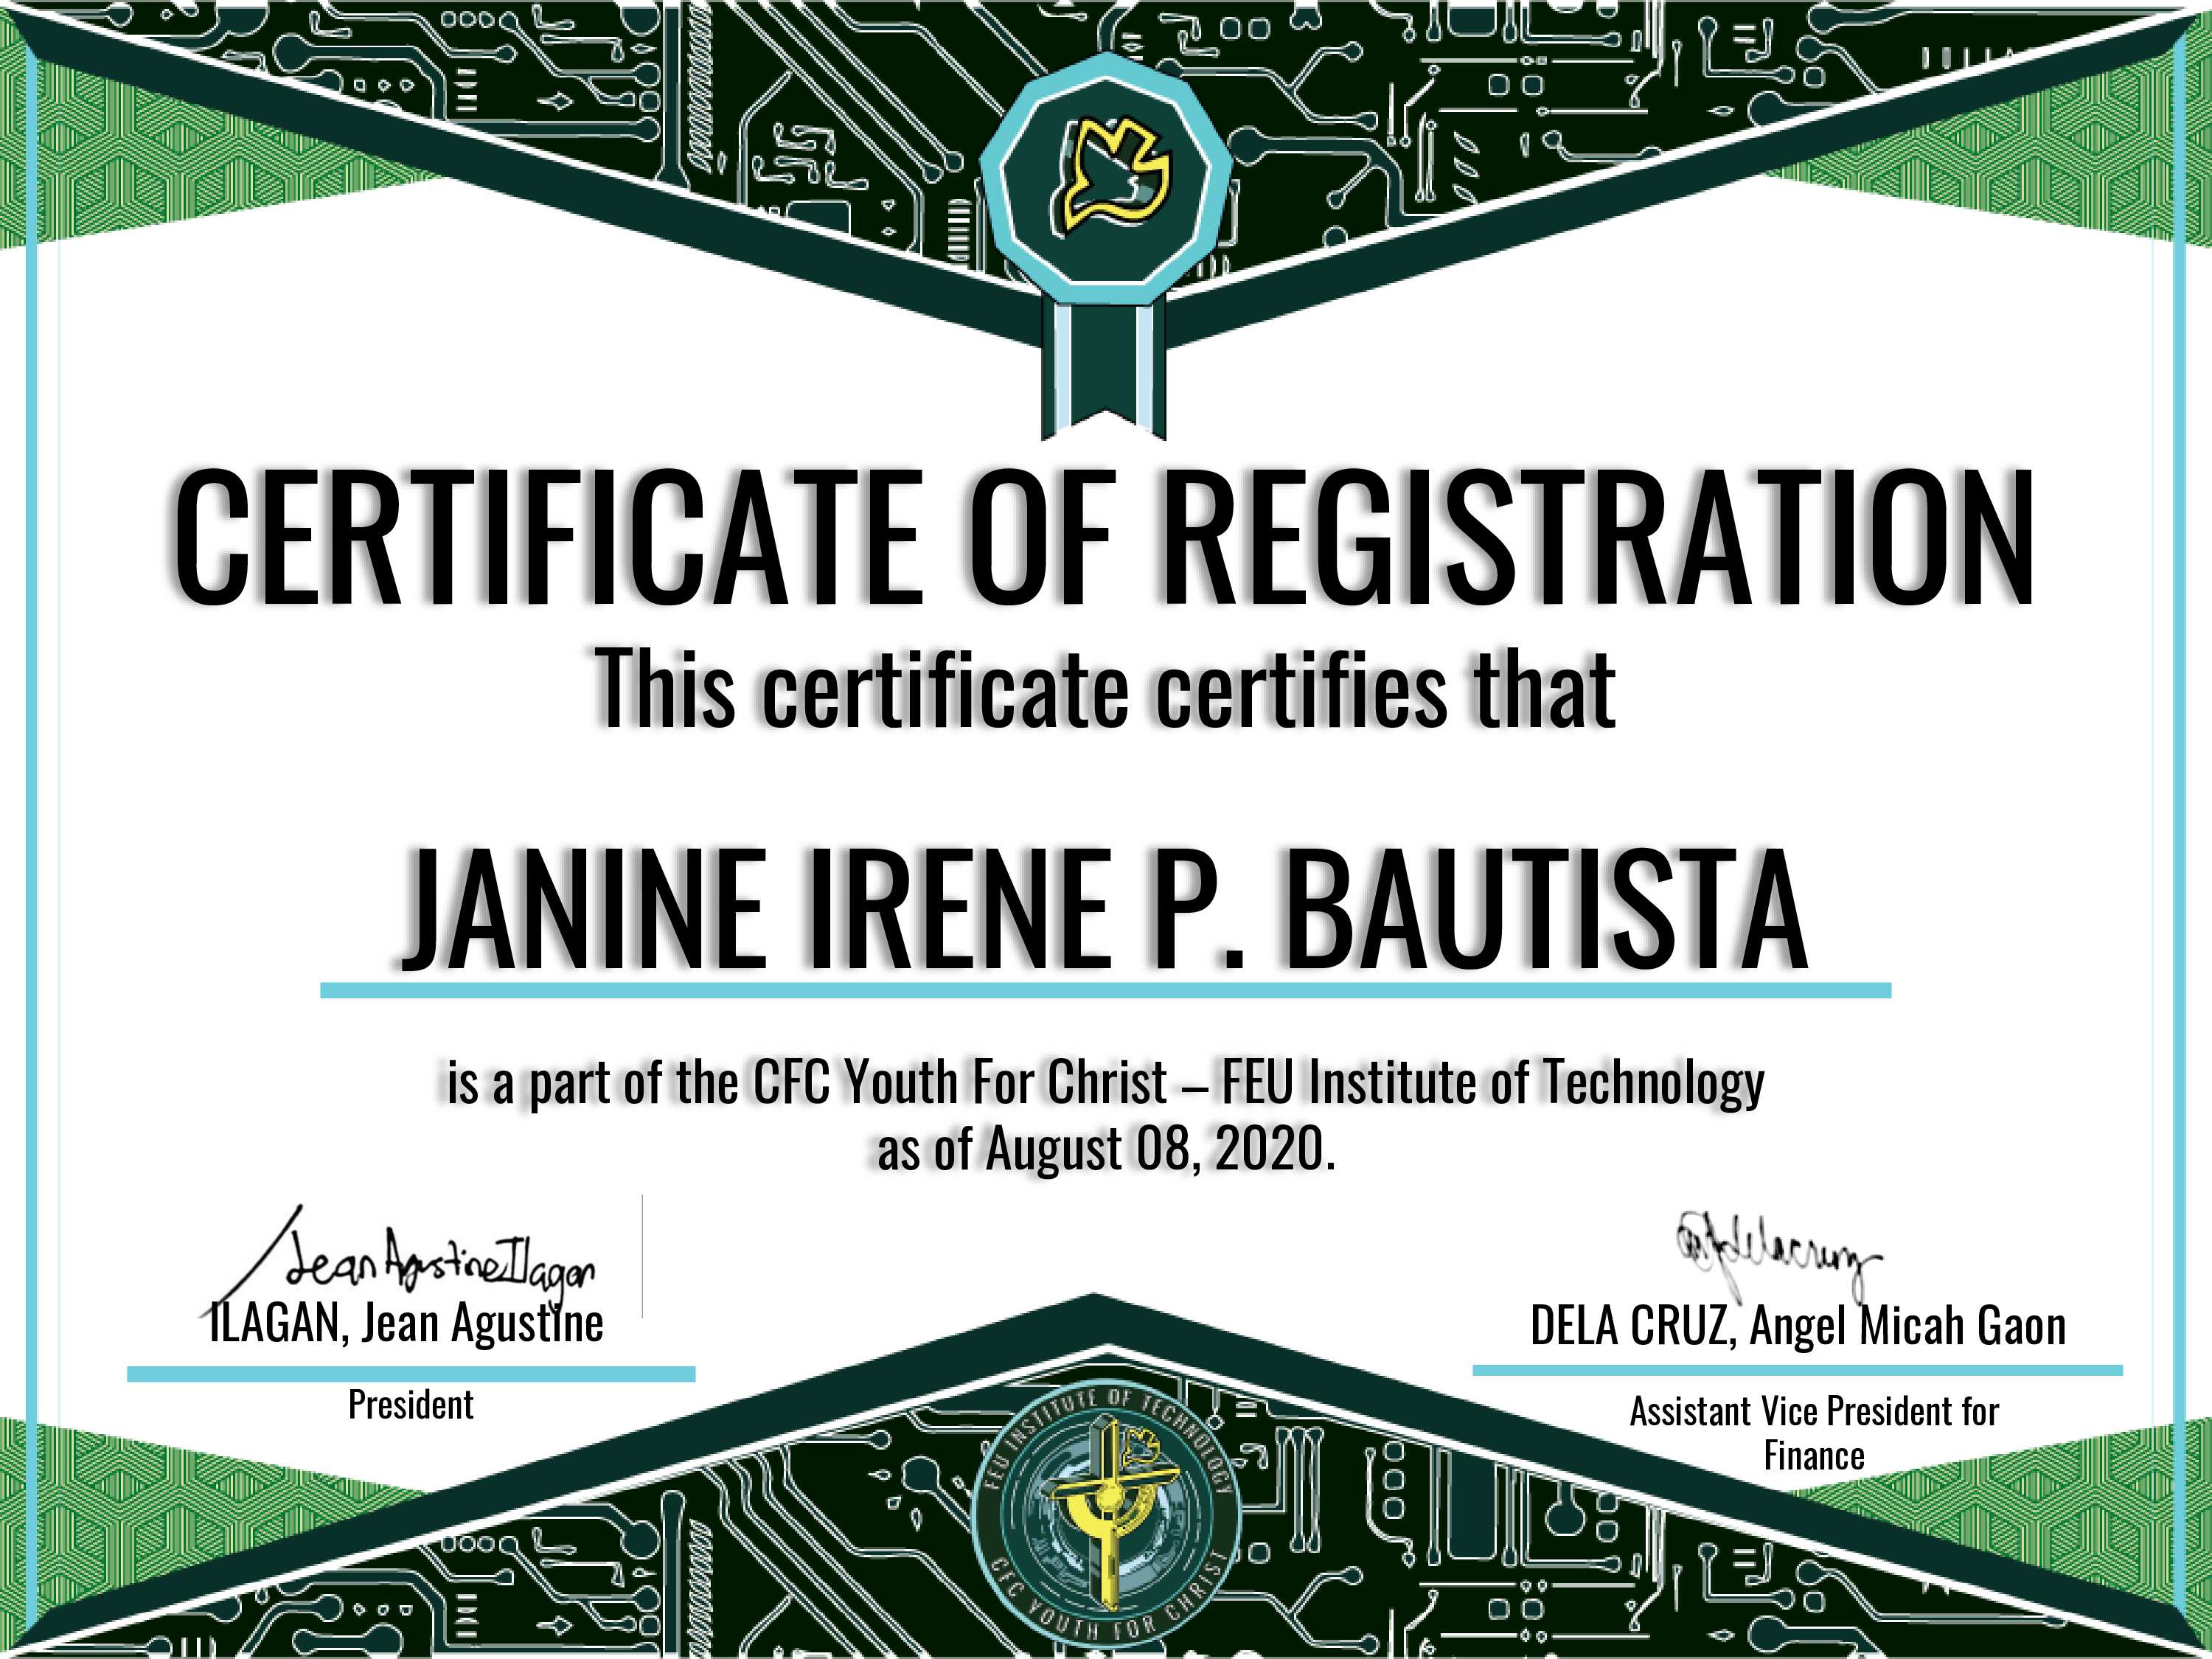 CERTIFICATE OF REGISTRATION
This certificate certifies that
JANINE IRENE P. BAUTISTA
is a part of the CFC Youth For Christ – FEU Institute of Technology
as of August 08, 2020.
Jean Agustine Ilagan
ILAGAN, Jean Agustine
President
DELA CRUZ, Angel Micah Gaon
Assistant Vice President for
Finance
FEU INSTITUTE OF TECHNOLOGY
CFC YOUTH FOR CHRIST